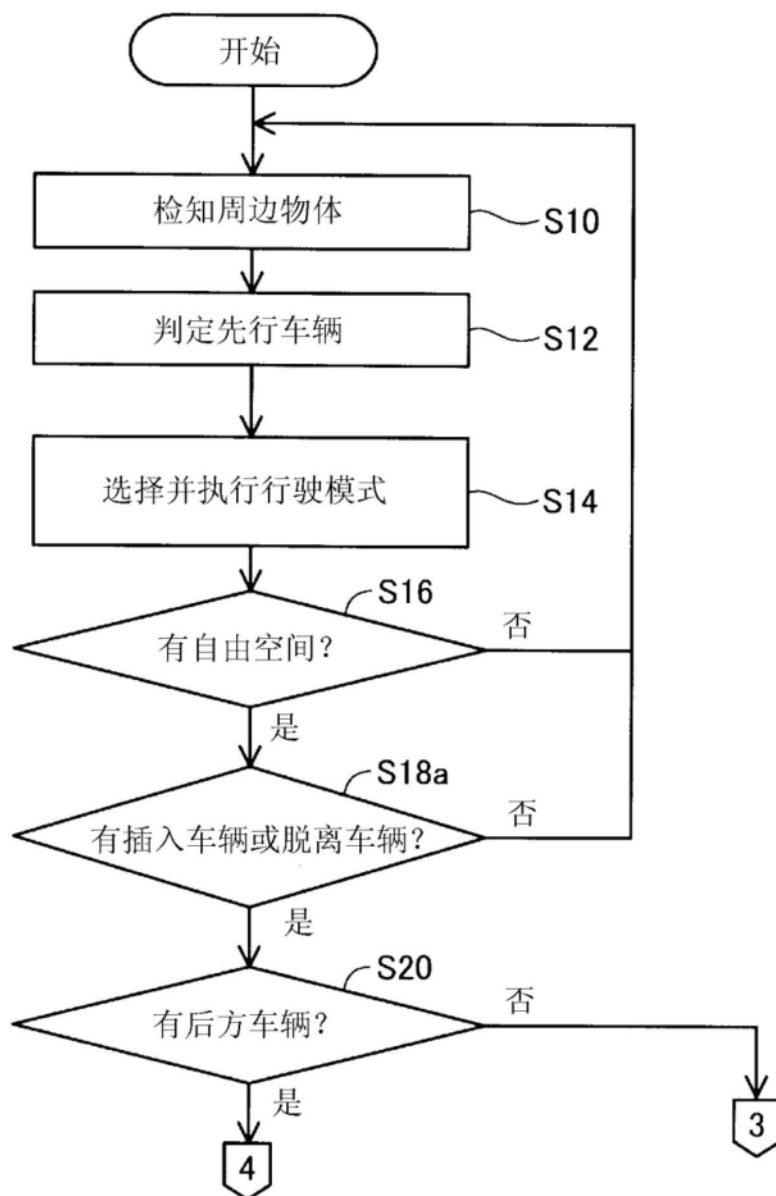 开始
检知周边物体
S10
判定先行车辆
S12
选择并执行行驶模式
S14
S16
有自由空间?
否
是
S18a
有插入车辆或脱离车辆?
否
是
S20
有后方车辆?
否
是
3
4